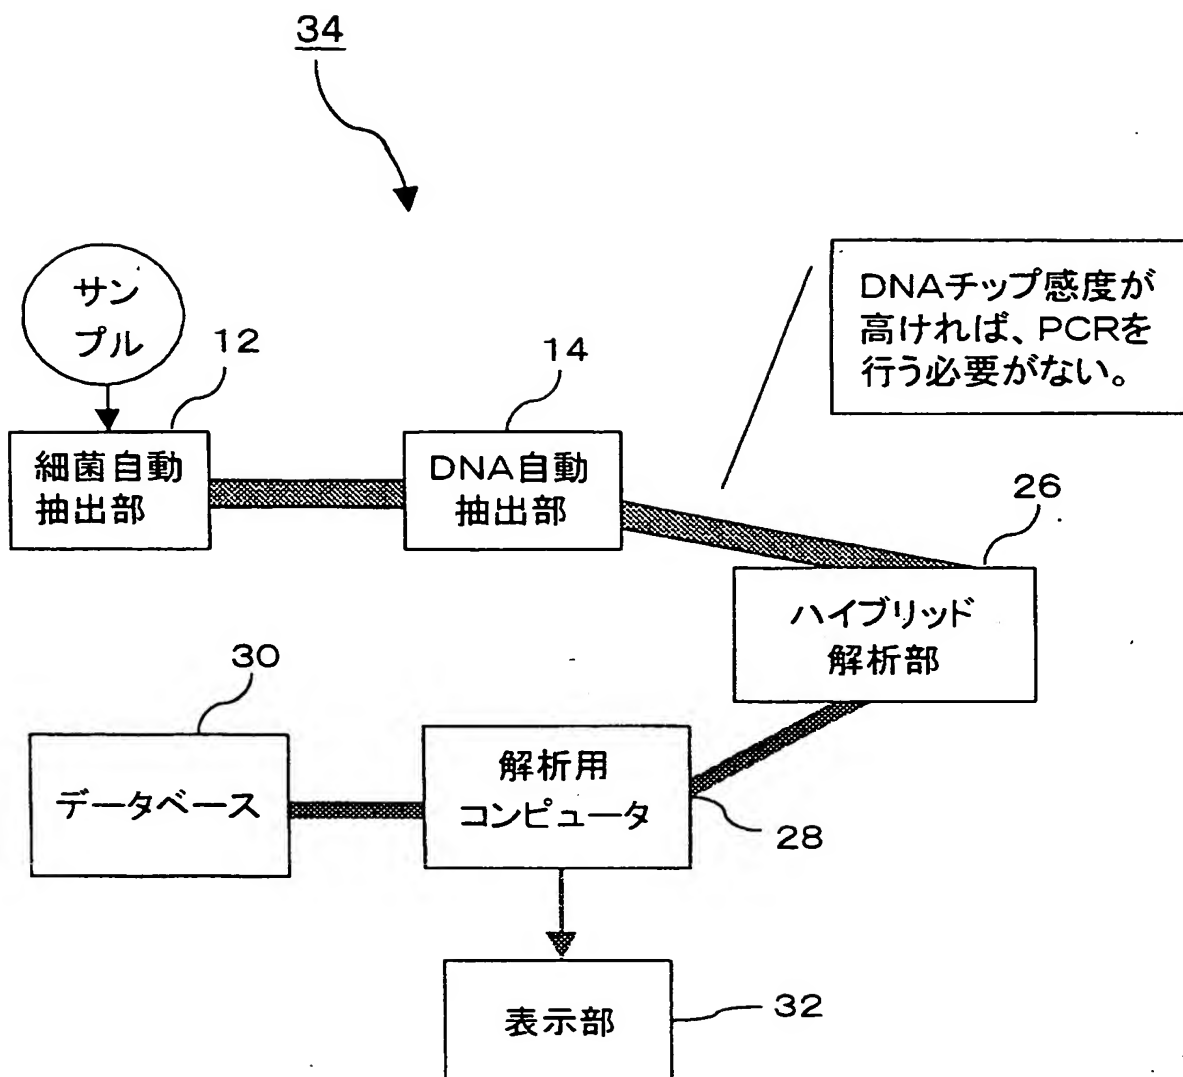 34
サン
プル
12
14
DNAチップ感度が
高ければ、PCRを
行う必要がない。
細菌自動
抽出部
DNA自動
抽出部
26
ハイブリッド
解析部
30
データベース
解析用
コンピュータ
28
表示部
32